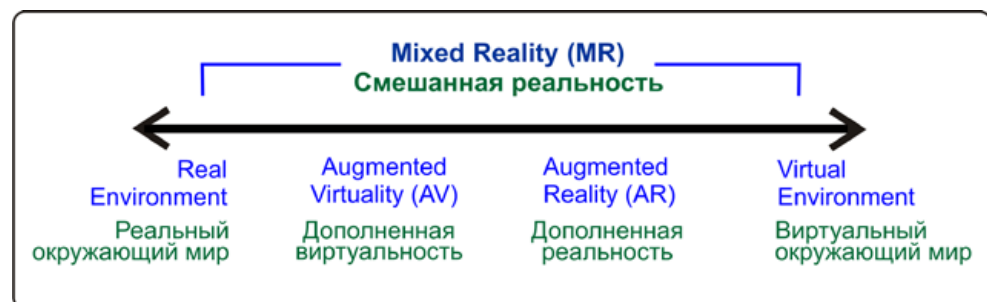 Mixed Reality (MR)
Смешанная реальность
Real
Environment
Реальный
окружающий мир
Augmented
Virtuality (AV)
Дополненная
виртуальность
Augmented
Reality (AR)
Дополненная
реальность
Virtual
Environment
Виртуальный
окружающий мир